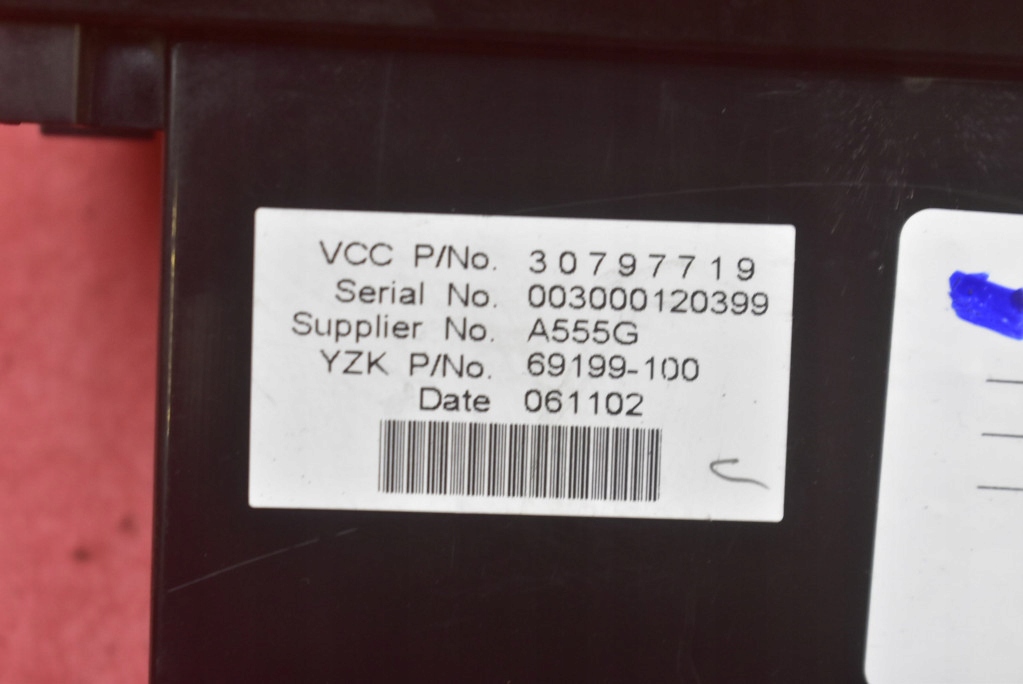 VCC P/No. 30797719
Serial No. 003000120399
Supplier No. A555G
YZK P/No. 69199-100
Date 061102